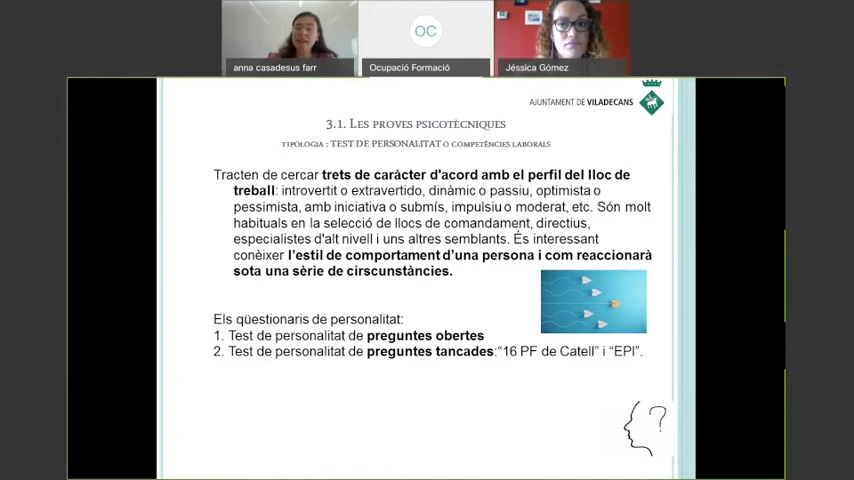 OC
anna casadesus farr
Ocupació Formació
Jéssica Gómez
AJUNTAMENT DE VILADECANS
3.1. LES PROVES PSICOTÈCNIQUES
TIPOLOGIA : TEST DE PERSONALITAT O COMPETÈNCIES LABORALS
Tracten de cercar trets de caràcter d'acord amb el perfil del lloc de
treball: introvertit o extravertido, dinàmic o passiu, optimista o
pessimista, amb iniciativa o submís, impulsiu o moderat, etc. Són molt
habituals en la selecció de llocs de comandament, directius,
especialistes d'alt nivell i uns altres semblants. És interessant
conèixer l'estil de comportament d'una persona i com reaccionarà
sota una sèrie de cirscunstàncies.
Els qüestionaris de personalitat:
1. Test de personalitat de preguntes obertes
2. Test de personalitat de preguntes tancades:“16 PF de Catell” i “EPI”.
?